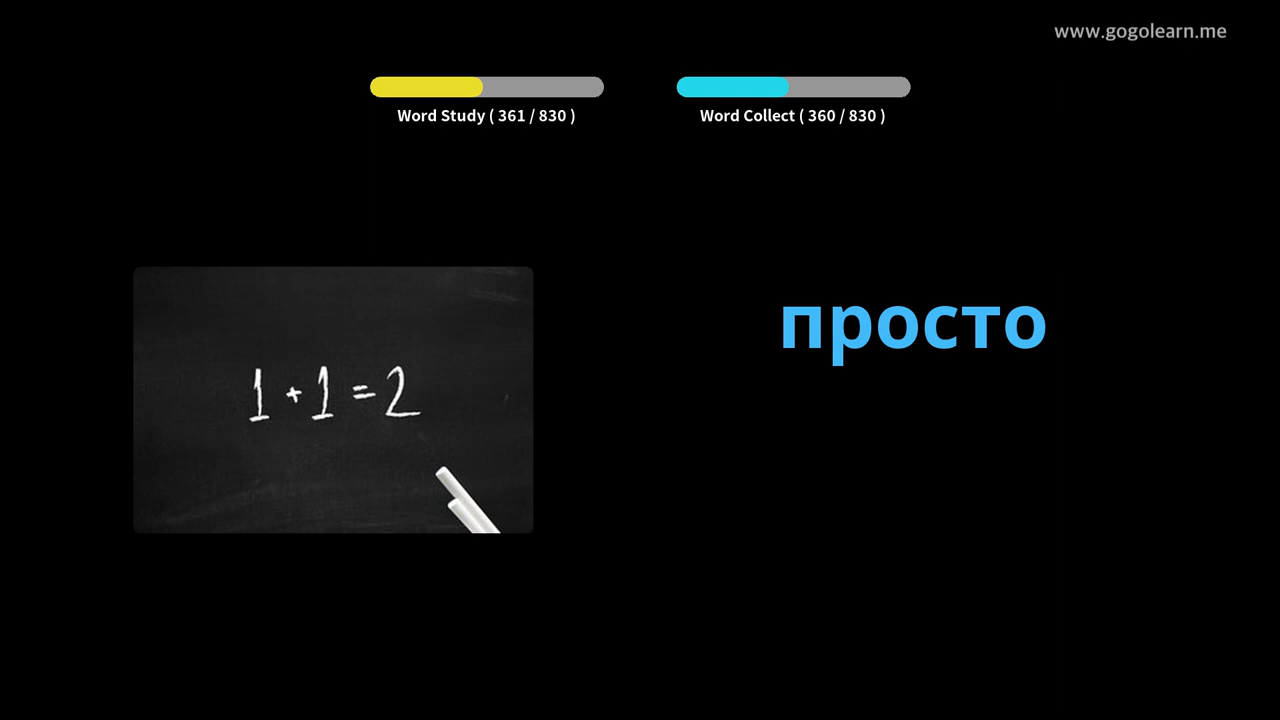 www.gogolearn.me
Word Study ( 361 / 830 )
Word Collect ( 360 / 830 )
просто
1 + 1 = 2